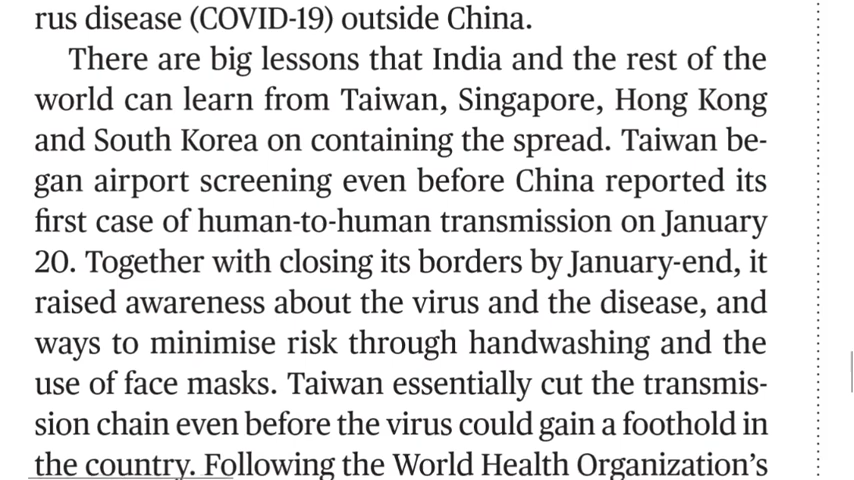 rus disease (COVID-19) outside China.
There are big lessons that India and the rest of the
world can learn from Taiwan, Singapore, Hong Kong
and South Korea on containing the spread. Taiwan be-
gan airport screening even before China reported its
first case of human-to-human transmission on January
20. Together with closing its borders by January-end, it
raised awareness about the virus and the disease, and
ways to minimise risk through handwashing and the
use of face masks. Taiwan essentially cut the transmis-
sion chain even before the virus could gain a foothold in
the country. Following the World Health Organization’s